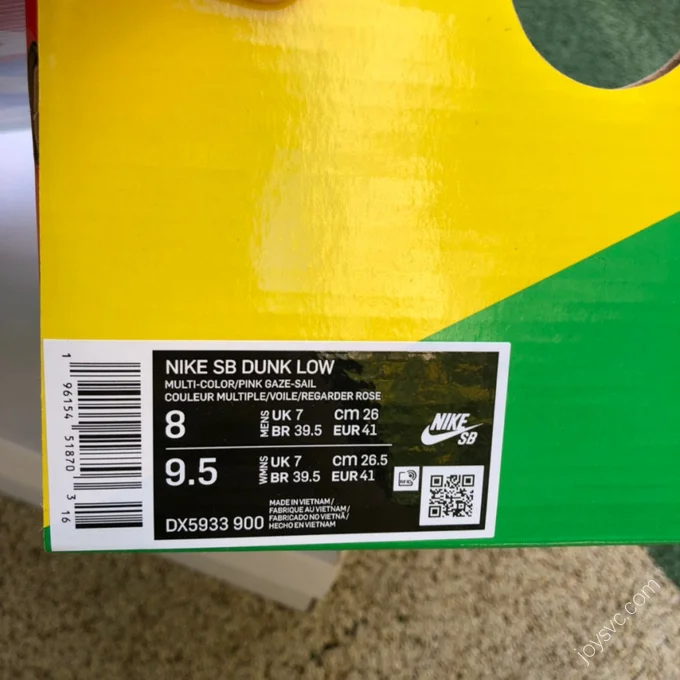 1 96154 51870 3 16
NIKE SB DUNK LOW
MULTI-COLOR/PINK GAZE-SAIL
COULEUR MULTIPLE/VOILE/REGARDER ROSE
8 MENS UK 7 cm 26
BR 39.5 EUR 41
9.5 WMNS UK 7 cm 26.5
BR 39.5 EUR 41
NIKE
SB
RFID
DX5933 900
MADE IN VIETNAM/
FABRIQUE AU VIETNAM/
FABRICADO NO VIETNÃ/
HECHO EN VIETNAM
joysvc.com